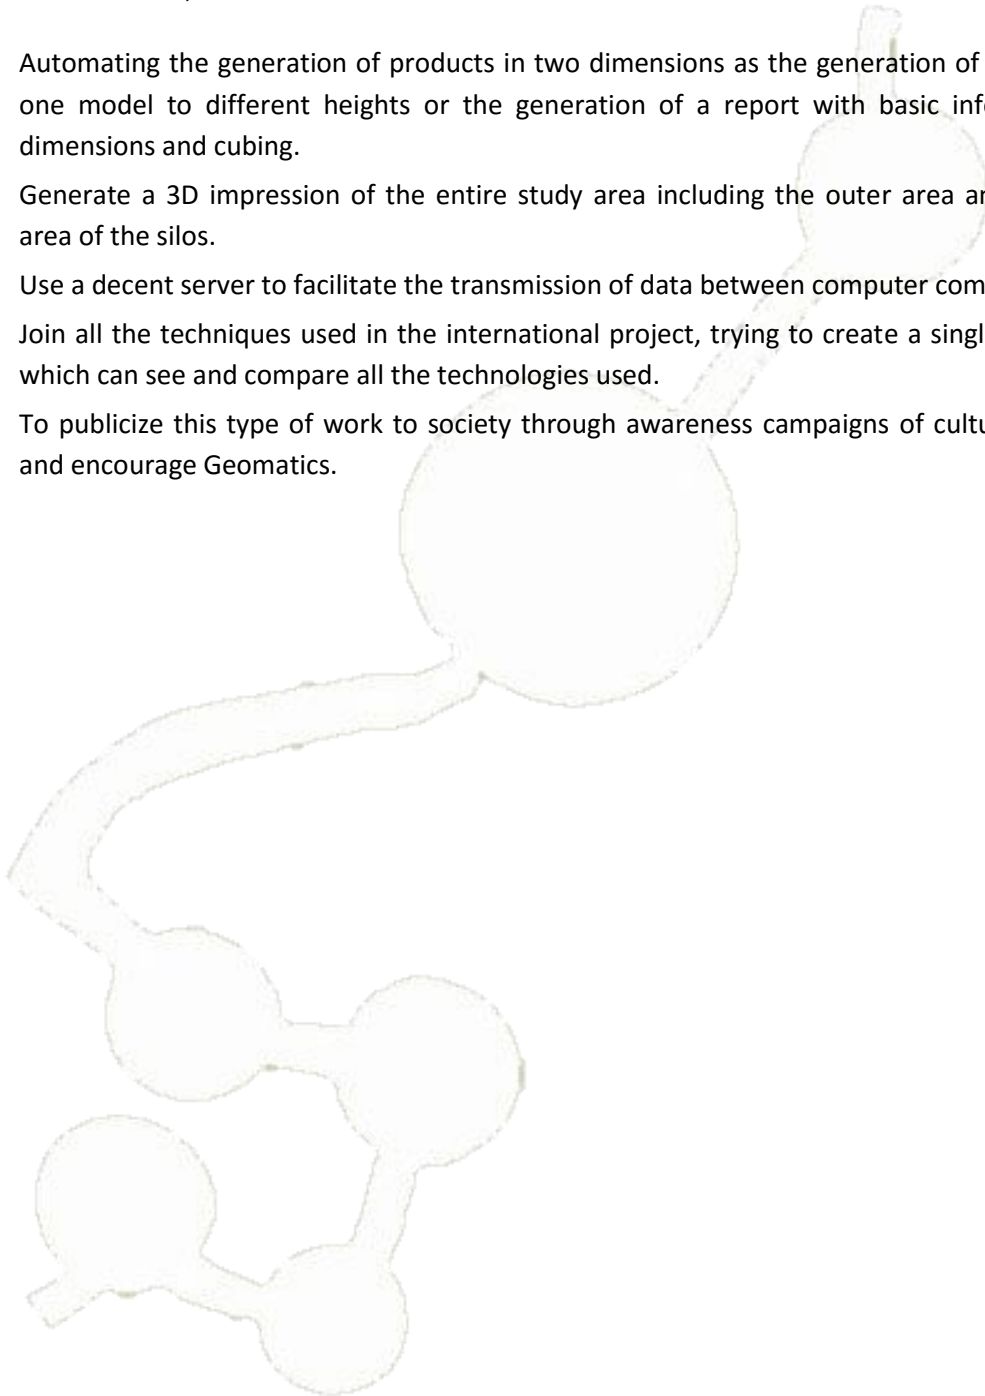 Automating the generation of products in two dimensions as the generation of
one model to different heights or the generation of a report with basic
dimensions and cubing.
Generate a 3D impression of the entire study area including the outer area
area of the silos.
Use a decent server to facilitate the transmission of data between computer
Join all the techniques used in the international project, trying to create a
which can see and compare all the technologies used.
To publicize this type of work to society through awareness campaigns of
and encourage Geomatics.